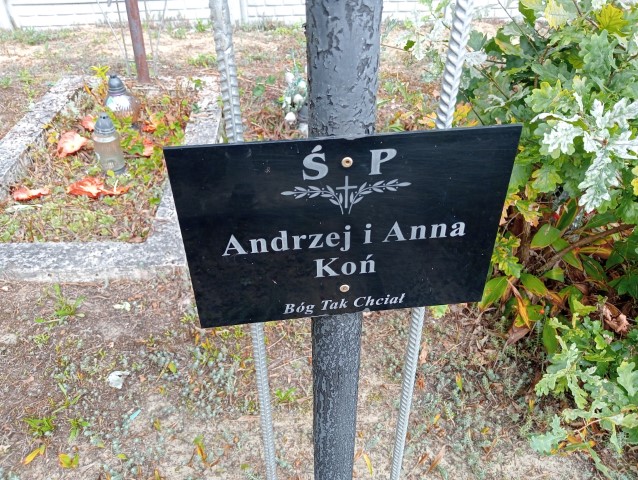 Ś P
Andrzej i Anna
Koń
Bóg Tak Chciał